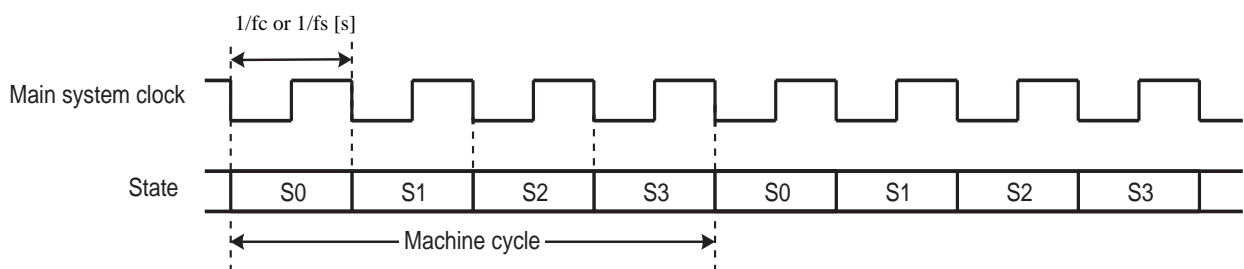 1/fc or 1/fs [s]
Main system clock
State S0 S1 S2 S3 S0 S1 S2 S3
Machine cycle